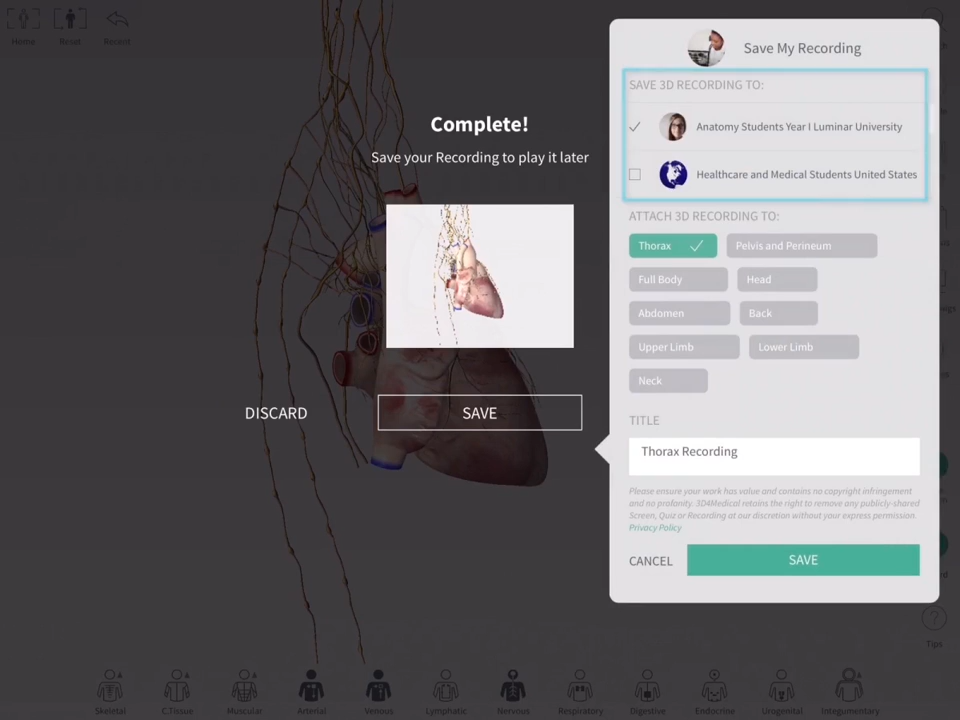 Home
Reset
Recent
Complete!
Save your Recording to play it later
DISCARD
SAVE
Save My Recording
SAVE 3D RECORDING TO:
Anatomy Students Year I Luminar University
Healthcare and Medical Students United States
ATTACH 3D RECORDING TO:
Thorax
Pelvis and Perineum
Full Body
Head
Abdomen
Back
Upper Limb
Lower Limb
Neck
TITLE
Thorax Recording
Please ensure your work has value and contains no copyright infringement
and no profanity. 3D4Medical retains the right to remove any publicly-shared
Screen, Quiz or Recording at our discretion without your express permission.
Privacy Policy
CANCEL
SAVE
Tips
Skeletal
C.Tissue
Muscular
Arterial
Venous
Lymphatic
Nervous
Respiratory
Digestive
Endocrine
Urogenital
Integumentary